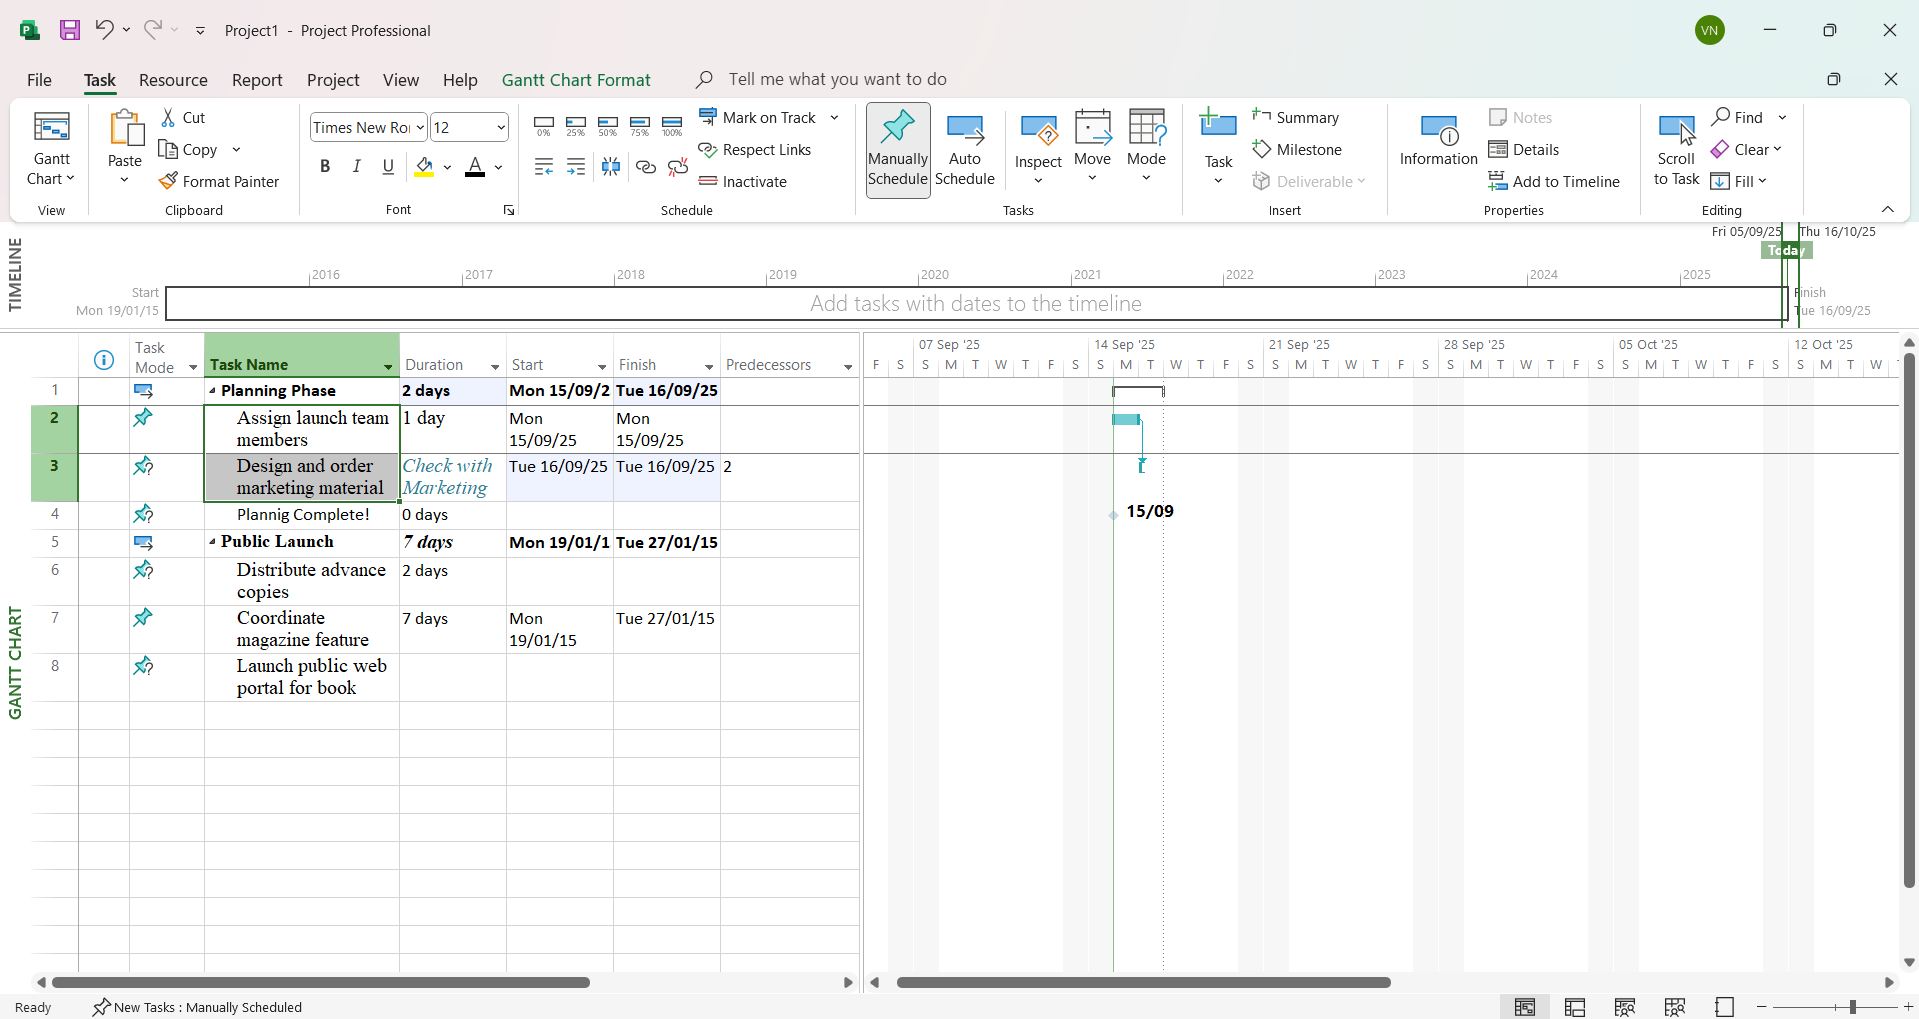 Project1 - Project Professional
VN
File Task Resource Report Project View Help Gantt Chart Format Tell me what you want to do
Gantt Chart
View
Paste
Cut
Copy
Format Painter
Clipboard
Times New Ro 12
B I U A
Font
0% 25% 50% 75% 100%
Mark on Track
Respect Links
Inactivate
Schedule
Manually Schedule
Auto Schedule
Inspect
Move
Mode
Tasks
Task
Summary
Milestone
Deliverable
Insert
Information
Notes
Details
Add to Timeline
Properties
Scroll to Task
Find
Clear
Fill
Editing
TIMELINE
Fri 05/09/25 Thu 16/10/25
Today
2016 2017 2018 2019 2020 2021 2022 2023 2024 2025
Start
Mon 19/01/15
Add tasks with dates to the timeline
Finish
Tue 16/09/25
GANTT CHART
Task Mode Task Name Duration Start Finish Predecessors
1 Planning Phase 2 days Mon 15/09/2 Tue 16/09/25
2 Assign launch team members 1 day Mon 15/09/25 Mon 15/09/25
3 Design and order marketing material Check with Marketing Tue 16/09/25 Tue 16/09/25 2
4 Plannig Complete! 0 days
5 Public Launch 7 days Mon 19/01/1 Tue 27/01/15
6 Distribute advance copies 2 days
7 Coordinate magazine feature 7 days Mon 19/01/15 Tue 27/01/15
8 Launch public web portal for book
07 Sep '25 14 Sep '25 21 Sep '25 28 Sep '25 05 Oct '25 12 Oct '25
F S S M T W T F S S M T W T F S S M T W T F S S M T W T F S S M T W T F S S M T W
15/09
Ready New Tasks : Manually Scheduled